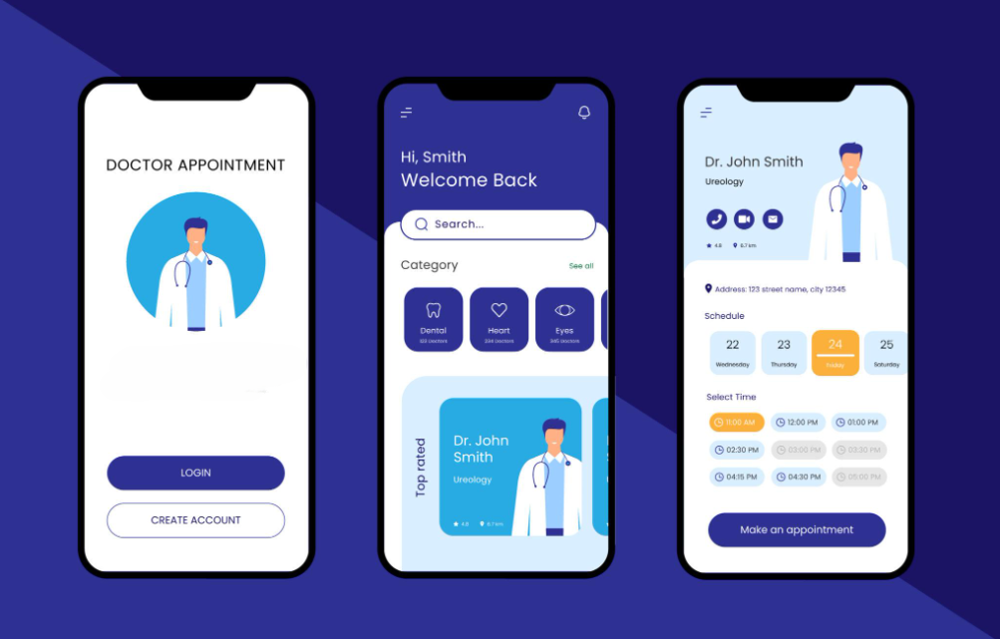 DOCTOR APPOINTMENT
LOGIN
CREATE ACCOUNT
Hi, Smith
Welcome Back
Search...
Category
See all
Dental
Heart
Eyes
Doctors
Doctors
Doctors
Top rated
Dr. John
Smith
Ureology
4.8
6.7 km
Dr. John Smith
Ureology
4.8
6.7 km
Address: 123 street name, city 12345
Schedule
22
23
24
25
Wednesday
Thursday
Friday
Saturday
Select Time
11:00 AM
12:00 PM
01:00 PM
02:30 PM
03:00 PM
03:30 PM
04:15 PM
04:30 PM
05:00 PM
Make an appointment